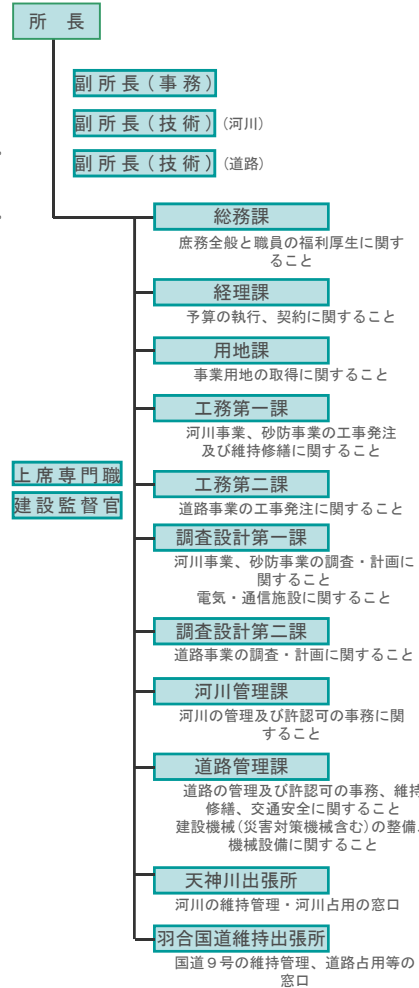 所　長
副所長（事務）
副所長（技術）（河川）
副所長（技術）（道路）
総務課
庶務全般と職員の福利厚生に関す
ること
経理課
予算の執行、契約に関すること
用地課
事業用地の取得に関すること
工務第一課
河川事業、砂防事業の工事発注
及び維持修繕に関すること
上席専門職
建設監督官
工務第二課
道路事業の工事発注に関すること
調査設計第一課
河川事業、砂防事業の調査・計画に
関すること
電気・通信施設に関すること
調査設計第二課
道路事業の調査・計画に関すること
河川管理課
河川の管理及び許認可の事務に関
すること
道路管理課
道路の管理及び許認可の事務、維持
修繕、交通安全に関すること
建設機械（災害対策機械含む）の整備、
機械設備に関すること
天神川出張所
河川の維持管理・河川占用の窓口
羽合国道維持出張所
国道９号の維持管理、道路占用等の
窓口